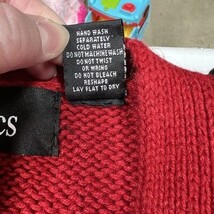 HAND WASH
SEPARATELY
COLD WATER
DO NOT MACHINE WASH
DO NOT TWIST
OR WRING
DO NOT BLEACH
RESHAPE
LAY FLAT TO DRY
CS